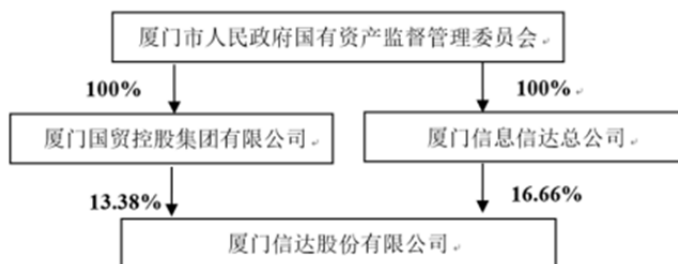 厦门市人民政府国有资产监督管理委员会
100% 100%
厦门国贸控股集团有限公司 厦门信息信达总公司
13.38% 16.66%
厦门信达股份有限公司